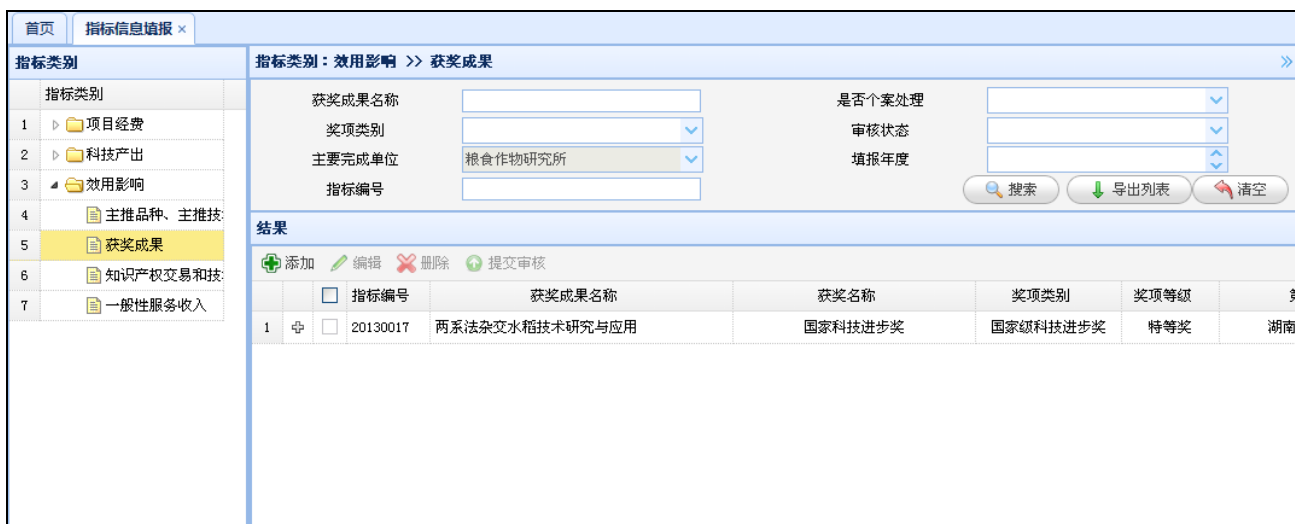 首页 指标信息填报 ×
指标类别
指标类别
1 项目经费
2 科技产出
3 效用影响
4 主推品种、主推技
5 获奖成果
6 知识产权交易和技
7 一般性服务收入
指标类别：效用影响 >> 获奖成果
获奖成果名称 是否个案处理
奖项类别 审核状态
主要完成单位 粮食作物研究所 填报年度
指标编号 搜索 导出列表 清空
结果
添加 编辑 删除 提交审核
指标编号 获奖成果名称 获奖名称 奖项类别 奖项等级
1 20130017 两系法杂交水稻技术研究与应用 国家科技进步奖 国家级科技进步奖 特等奖 湖南